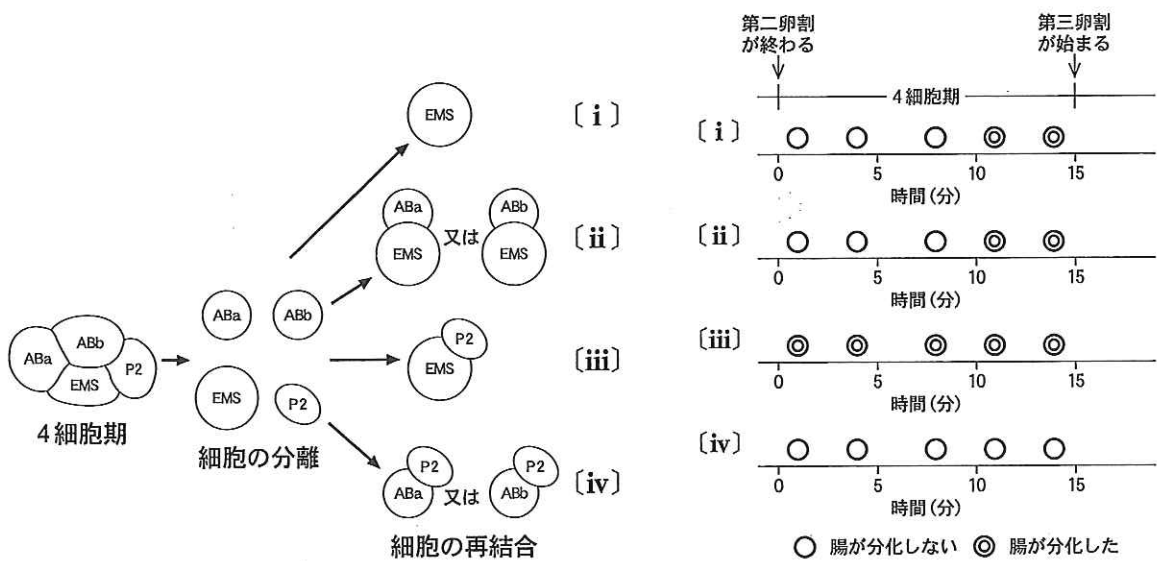 EMS
〔 i 〕
ABa
ABb
EMS
又は
EMS
〔ii〕
ABa
ABb
ABb
ABa
P2
EMS
P2
EMS
〔iii〕
EMS
P2
4細胞期
細胞の分離
P2
P2
ABa
又は
ABb
〔iv〕
細胞の再結合
第二卵割
が終わる
第三卵割
が始まる
4細胞期
〔 i 〕
0 5 10 15
時間(分)
〔ii〕
0 5 10 15
時間(分)
〔iii〕
0 5 10 15
時間(分)
〔iv〕
0 5 10 15
時間(分)
腸が分化しない 腸が分化した